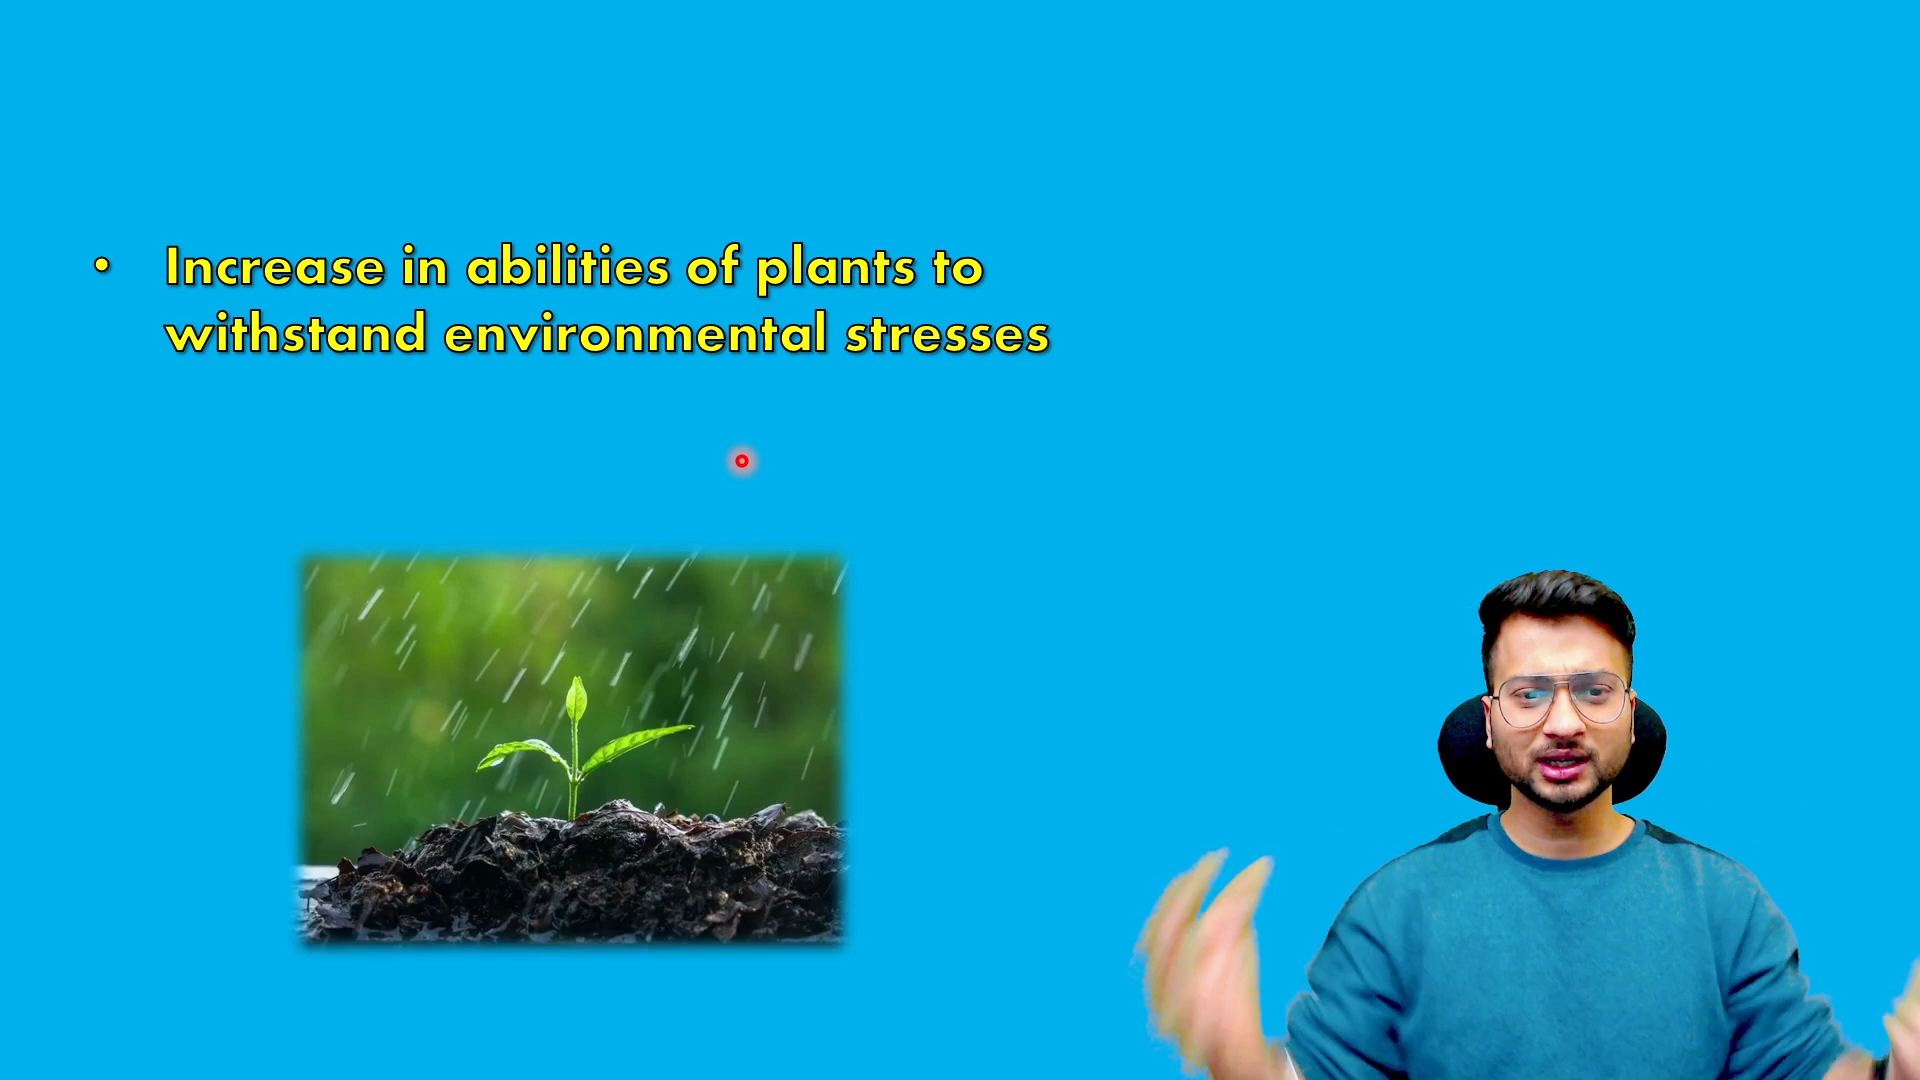 • Increase in abilities of plants to
withstand environmental stresses